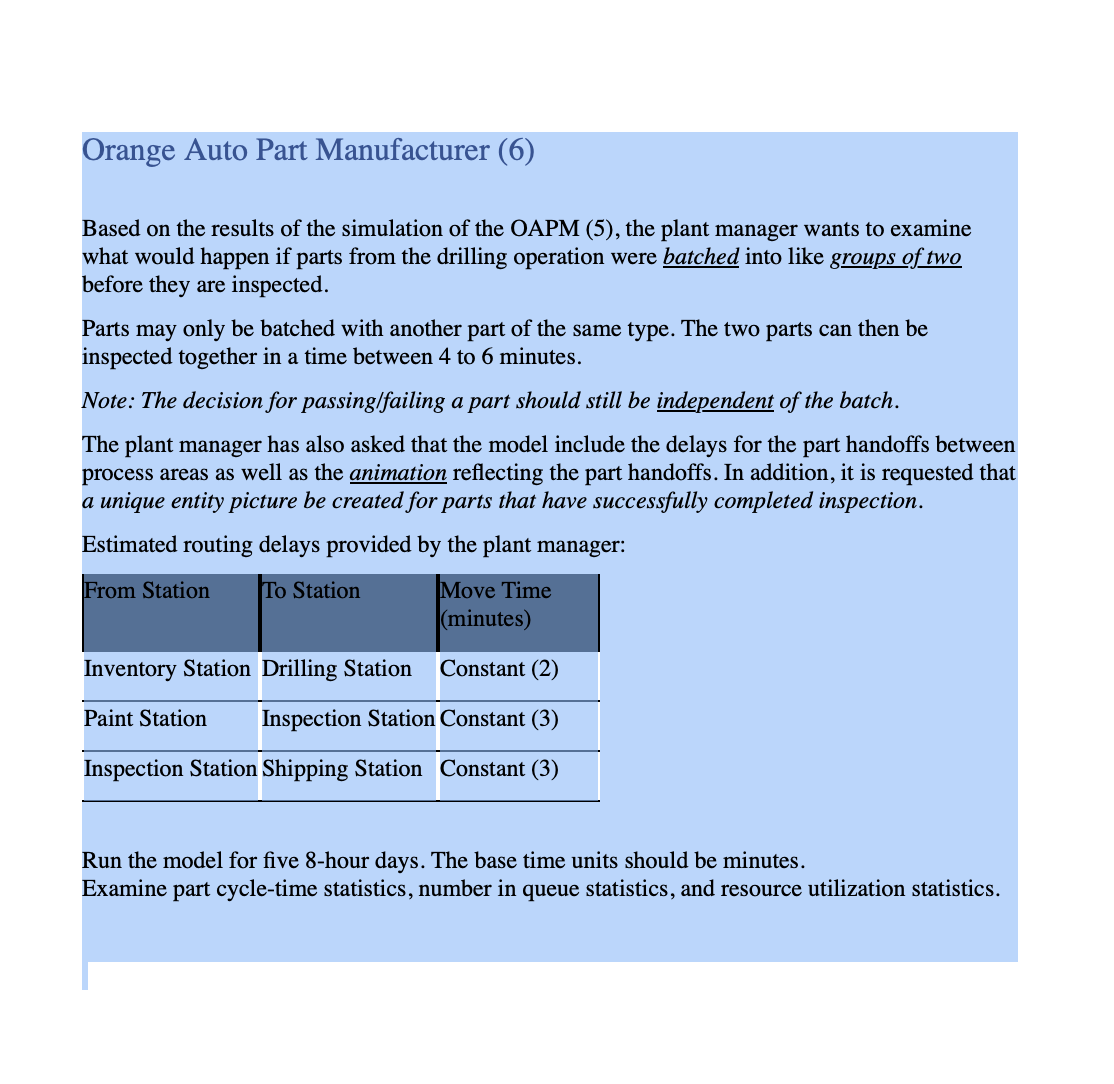 Orange Auto Part Manufacturer (6)
Based on the results of the simulation of the OAPM (5), the plant manager wants to examine
what would happen if parts from the drilling operation were batched into like groups of two
before they are inspected.
Parts may only be batched with another part of the same type. The two parts can then be
inspected together in a time between 4 to 6 minutes.
Note: The decision for passing/failing a part should still be independent of the batch.
The plant manager has also asked that the model include the delays for the part handoffs between
process areas as well as the animation reflecting the part handoffs. In addition, it is requested that
a unique entity picture be created for parts that have successfully completed inspection.
Estimated routing delays provided by the plant manager:
From Station To Station Move Time
(minutes)
Inventory Station Drilling Station Constant (2)
Paint Station Inspection Station Constant (3)
Inspection Station Shipping Station Constant (3)
Run the model for five 8-hour days. The base time units should be minutes.
Examine part cycle-time statistics, number in queue statistics, and resource utilization statistics.